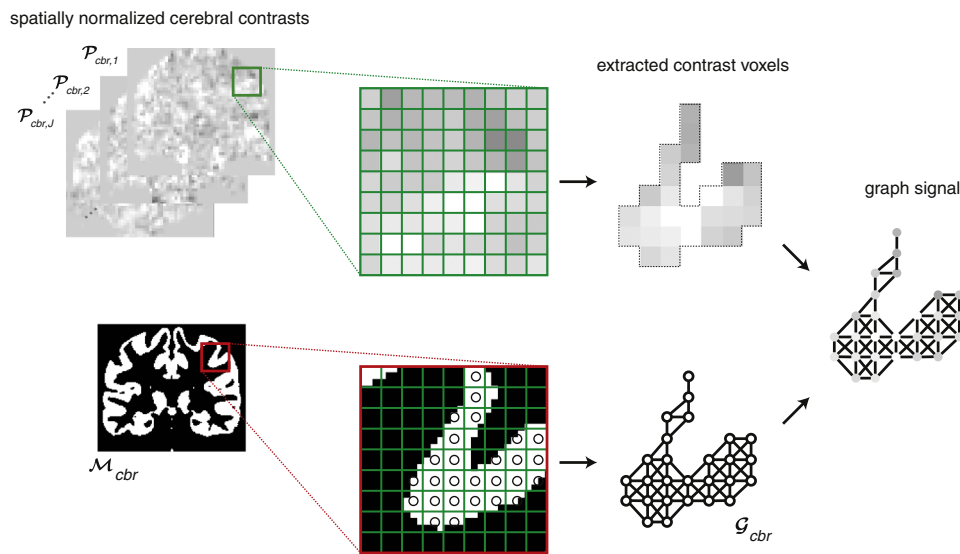 spatially normalized cerebral contrasts
𝒫cbr,1
𝒫cbr,2
𝒫cbr,J
extracted contrast voxels
graph signal
ℳcbr
𝒢cbr